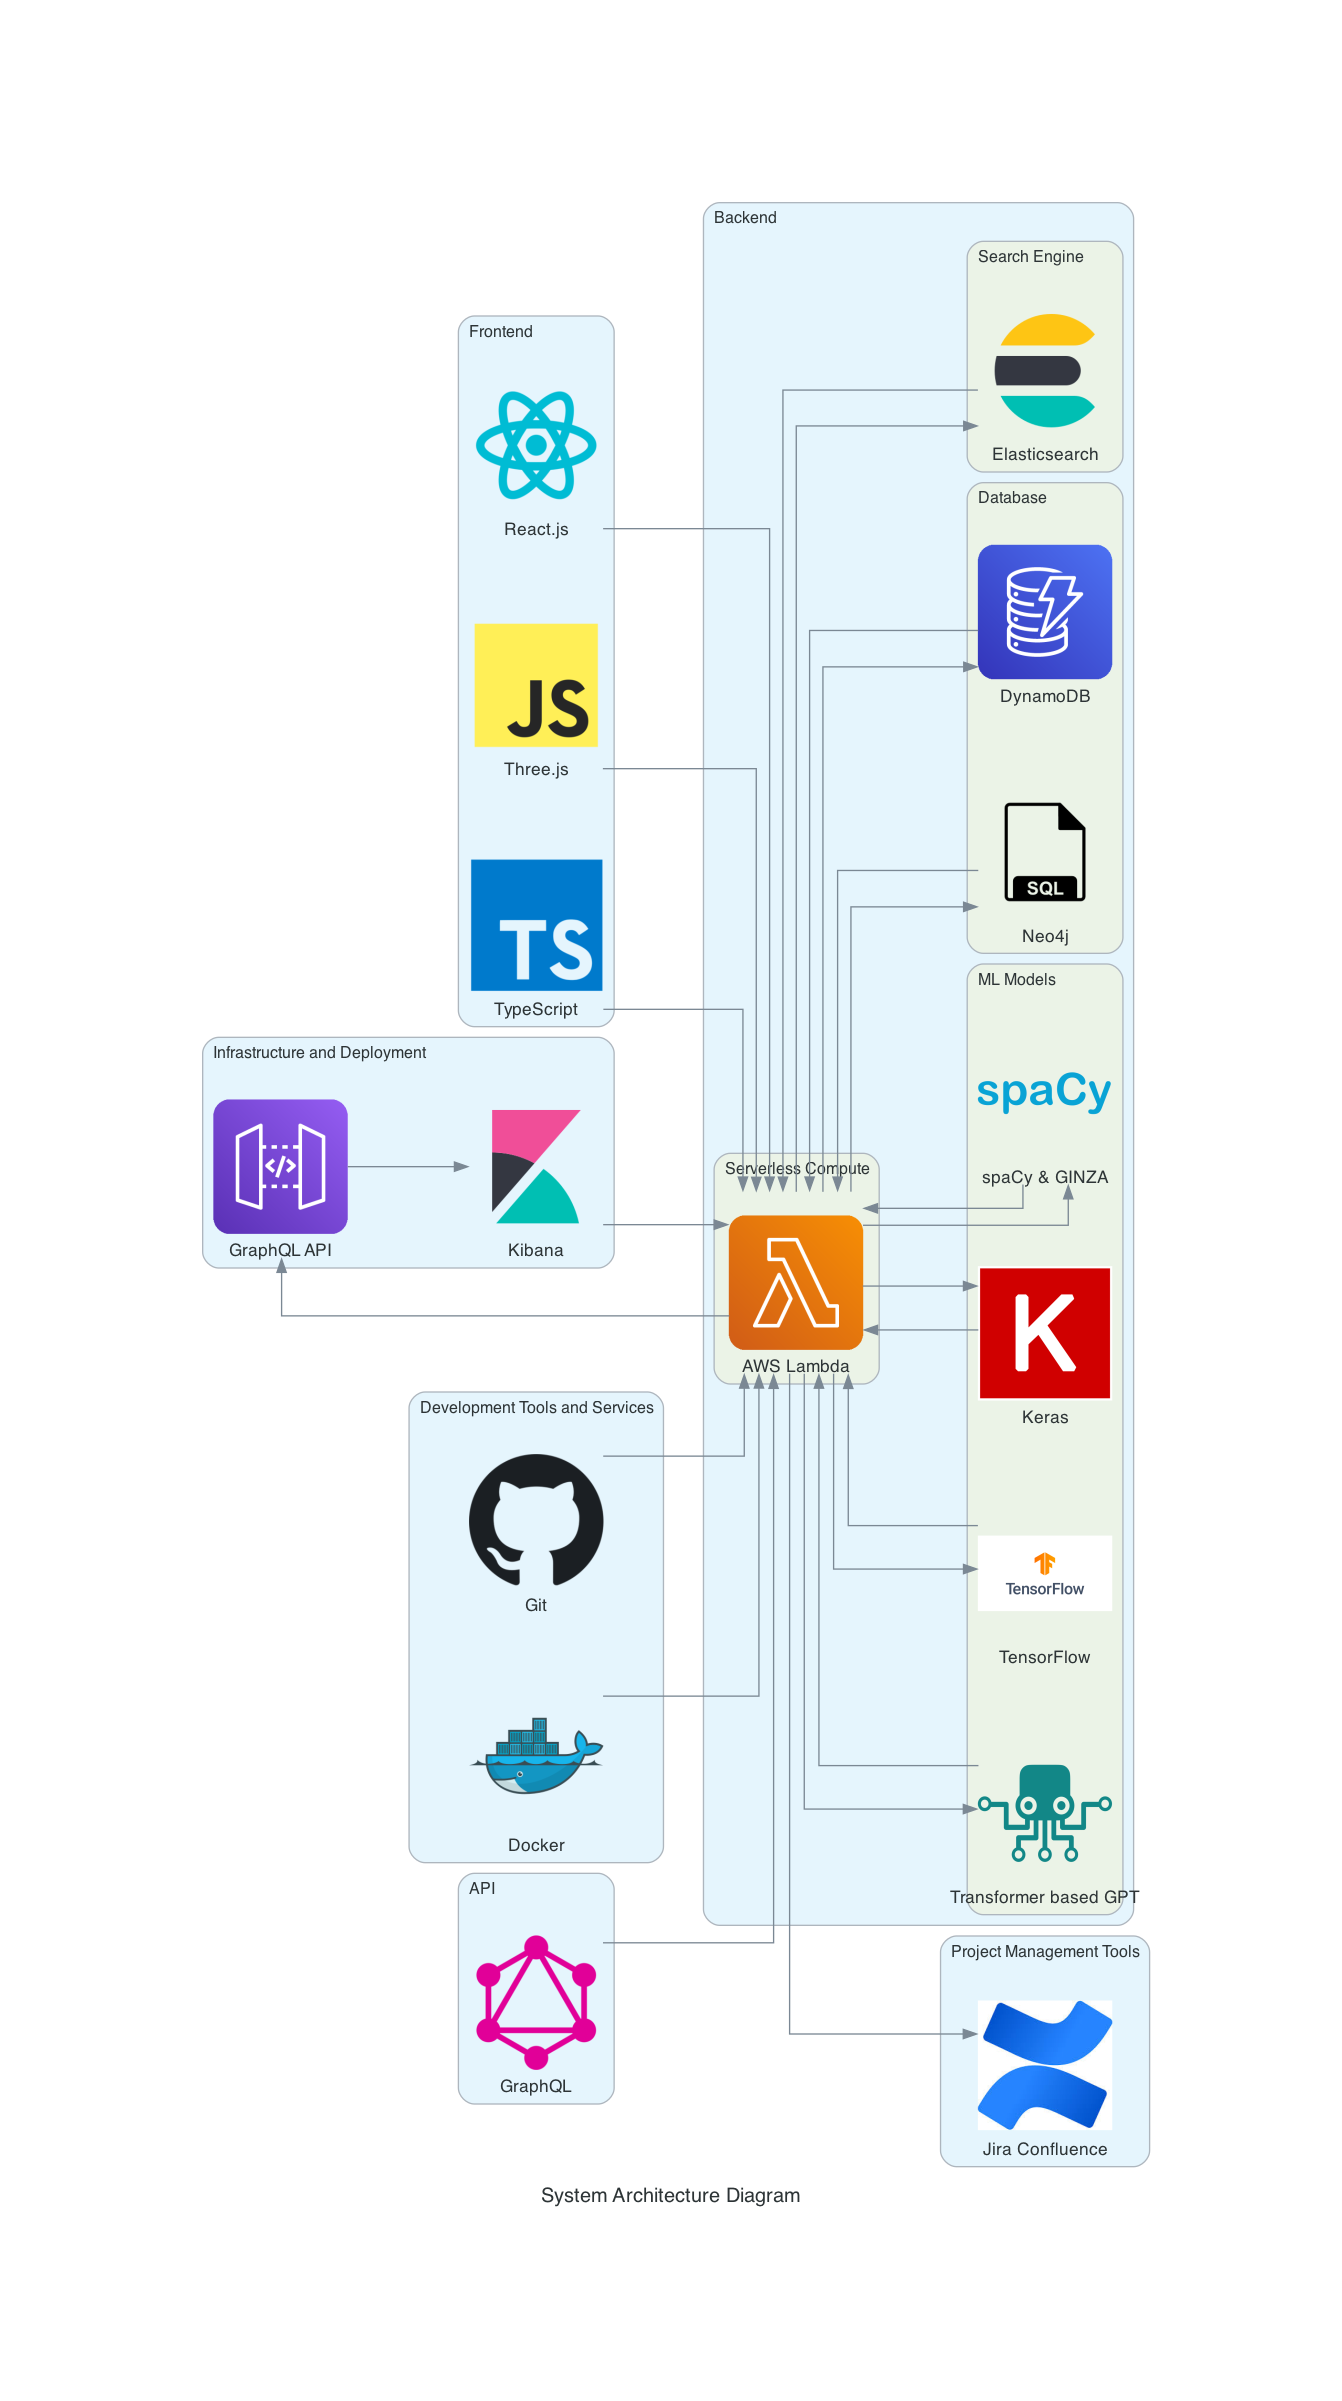 Backend
Search Engine
Elasticsearch
Frontend
React.js
Database
DynamoDB
JS
Three.js
SQL
Neo4j
TS
TypeScript
ML Models
spaCy
spaCy & GINZA
Infrastructure and Deployment
</>
GraphQL API
Kibana
Serverless Compute
AWS Lambda
K
Keras
Development Tools and Services
Git
TensorFlow
TensorFlow
Docker
Transformer based GPT
API
GraphQL
Project Management Tools
Jira Confluence
System Architecture Diagram